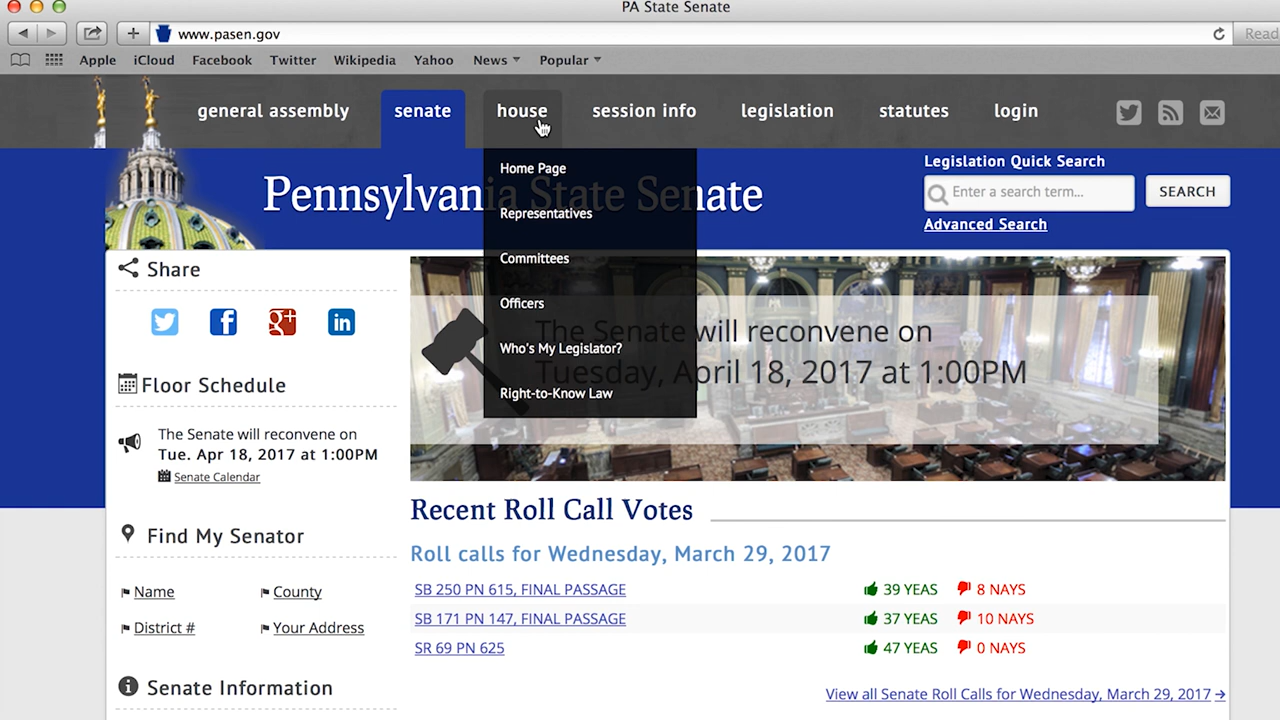 PA State Senate
www.pasen.gov
Read
Apple iCloud Facebook Twitter Wikipedia Yahoo News Popular
general assembly senate house session info legislation statutes login
Home Page
Representatives
Committees
Officers
Who's My Legislator?
Right-to-Know Law
Pennsylvania State Senate
Legislation Quick Search
Enter a search term...
SEARCH
Advanced Search
Share
Floor Schedule
The Senate will reconvene on
Tue. Apr 18, 2017 at 1:00PM
Senate Calendar
Find My Senator
Name County
District # Your Address
Senate Information
The Senate will reconvene on
Tuesday, April 18, 2017 at 1:00PM
Recent Roll Call Votes
Roll calls for Wednesday, March 29, 2017
SB 250 PN 615, FINAL PASSAGE 39 YEAS 8 NAYS
SB 171 PN 147, FINAL PASSAGE 37 YEAS 10 NAYS
SR 69 PN 625 47 YEAS 0 NAYS
View all Senate Roll Calls for Wednesday, March 29, 2017 →